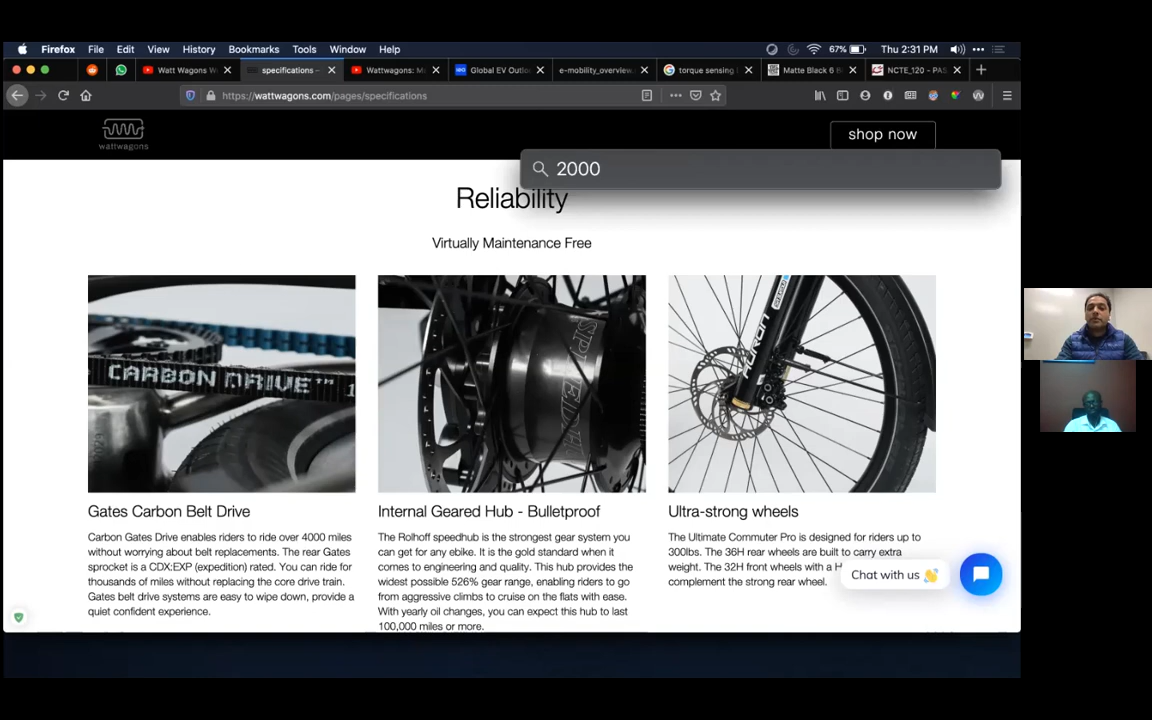 Firefox File Edit View History Bookmarks Tools Window Help 67% Thu 2:31 PM
Watt Wagons W specifications – Wattwagons: M Global EV Outlo e-mobility_overview. torque sensing Matte Black 6 B NCTE_120 - PAS
https://wattwagons.com/pages/specifications
wattwagons
shop now
2000
Reliability
Virtually Maintenance Free
CARBON DRIVE™
Gates Carbon Belt Drive
Internal Geared Hub - Bulletproof
Ultra-strong wheels
Carbon Gates Drive enables riders to ride over 4000 miles
without worrying about belt replacements. The rear Gates
sprocket is a CDX:EXP (expedition) rated. You can ride for
thousands of miles without replacing the core drive train.
Gates belt drive systems are easy to wipe down, provide a
quiet confident experience.
The Rolhoff speedhub is the strongest gear system you
can get for any ebike. It is the gold standard when it
comes to engineering and quality. This hub provides the
widest possible 526% gear range, enabling riders to go
from aggressive climbs to cruise on the flats with ease.
With yearly oil changes, you can expect this hub to last
100,000 miles or more.
The Ultimate Commuter Pro is designed for riders up to
300lbs. The 36H rear wheels are built to carry extra
weight. The 32H front wheels with a H
complement the strong rear wheel.
Chat with us